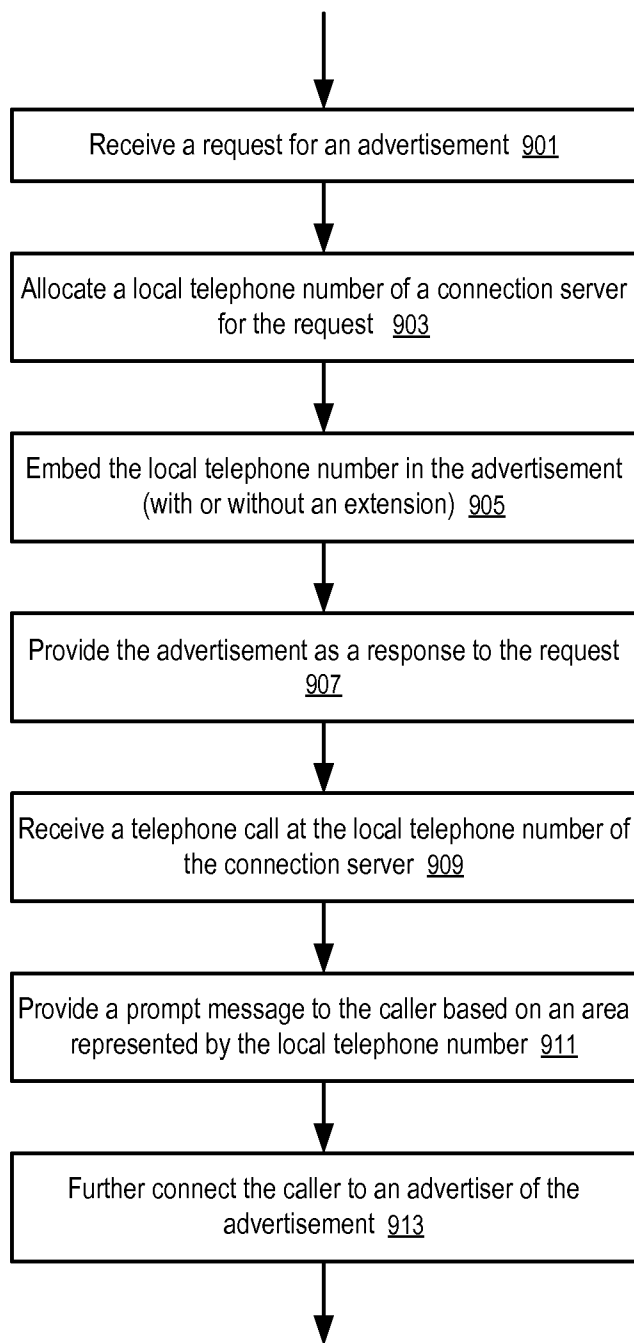 Receive a request for an advertisement 901
Allocate a local telephone number of a connection server
for the request 903
Embed the local telephone number in the advertisement
(with or without an extension) 905
Provide the advertisement as a response to the request
907
Receive a telephone call at the local telephone number of
the connection server 909
Provide a prompt message to the caller based on an area
represented by the local telephone number 911
Further connect the caller to an advertiser of the
advertisement 913